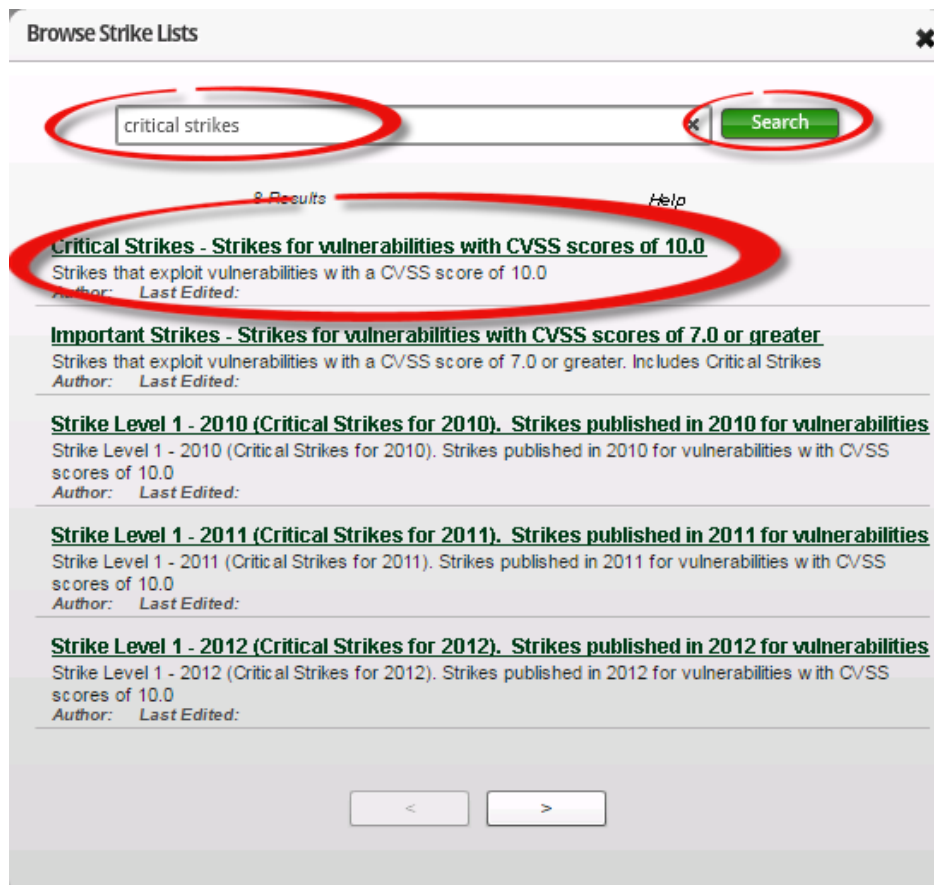 Browse Strike Lists
critical strikes
Search
8 Results
Help
Critical Strikes - Strikes for vulnerabilities with CVSS scores of 10.0
Strikes that exploit vulnerabilities with a CVSS score of 10.0
Author: Last Edited:
Important Strikes - Strikes for vulnerabilities with CVSS scores of 7.0 or greater
Strikes that exploit vulnerabilities with a CVSS score of 7.0 or greater. Includes Critical Strikes
Author: Last Edited:
Strike Level 1 - 2010 (Critical Strikes for 2010). Strikes published in 2010 for vulnerabilities
Strike Level 1 - 2010 (Critical Strikes for 2010). Strikes published in 2010 for vulnerabilities with CVSS
scores of 10.0
Author: Last Edited:
Strike Level 1 - 2011 (Critical Strikes for 2011). Strikes published in 2011 for vulnerabilities
Strike Level 1 - 2011 (Critical Strikes for 2011). Strikes published in 2011 for vulnerabilities with CVSS
scores of 10.0
Author: Last Edited:
Strike Level 1 - 2012 (Critical Strikes for 2012). Strikes published in 2012 for vulnerabilities
Strike Level 1 - 2012 (Critical Strikes for 2012). Strikes published in 2012 for vulnerabilities with CVSS
scores of 10.0
Author: Last Edited:
< >